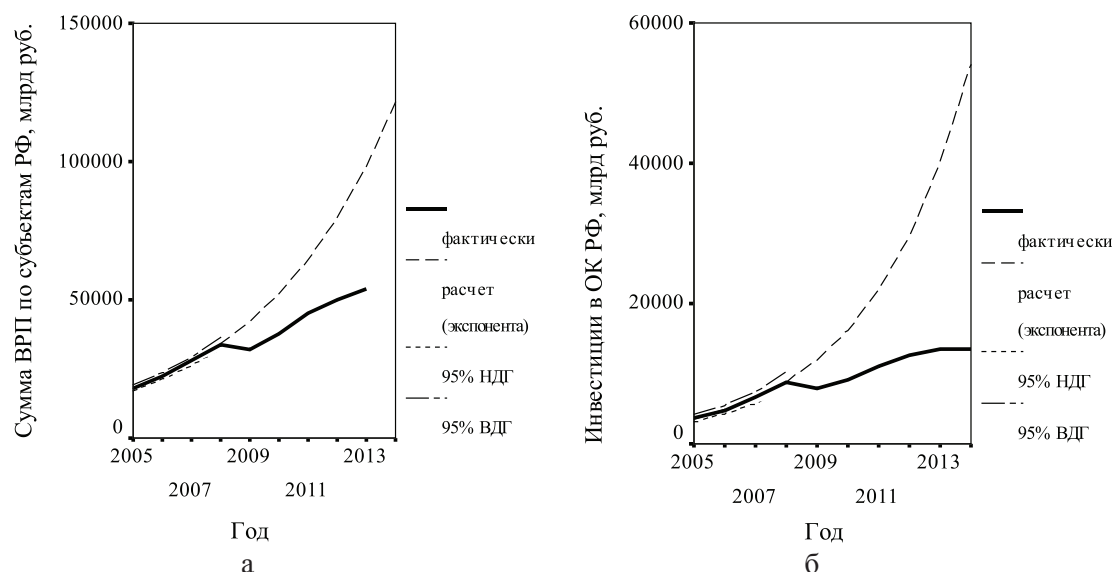 Сумма ВРП по субъектам РФ, млрд руб.
150000
100000
50000
0
2005
2009
2013
2007
2011
Год
а
фактически
расчет
(экспонента)
95% НДГ
95% ВДГ
Инвестиции в ОК РФ, млрд руб.
60000
40000
20000
0
2005
2009
2013
2007
2011
Год
б
фактически
расчет
(экспонента)
95% НДГ
95% ВДГ